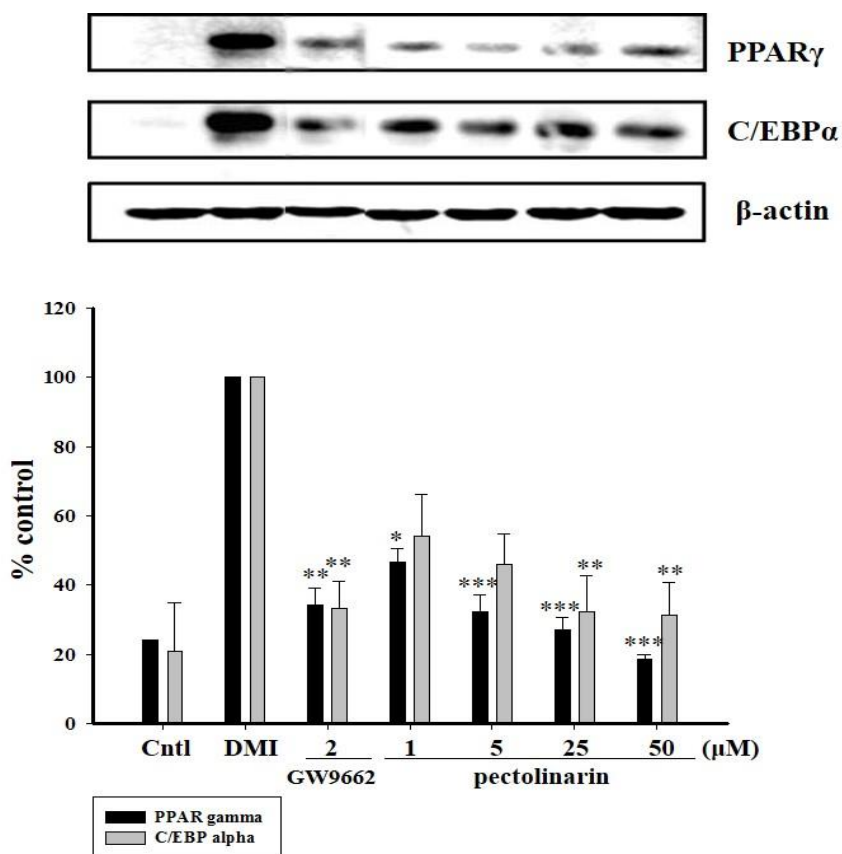 PPARγ
C/EBPα
β-actin
120
100
80
60
40
20
0
% control
** ** * *** *** ** *** **
Cntl DMI 2 1 5 25 50 (μM)
GW9662 pectolinarin
PPAR gamma
C/EBP alpha